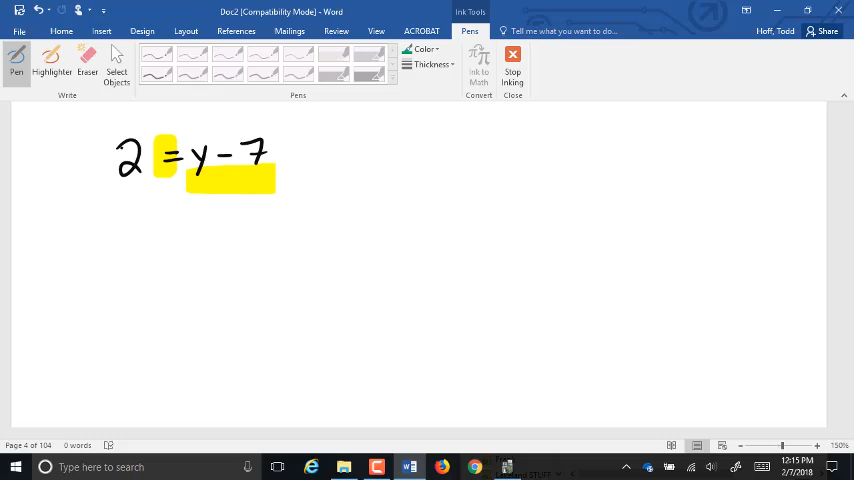 Doc2 [Compatibility Mode] - Word
Ink Tools
Hoff, Todd
File Home Insert Design Layout References Mailings Review View ACROBAT Pens Tell me what you want to do... Share
Pen Highlighter Eraser Select Objects
Color
Thickness
Ink to Math
Stop Inking
Write Pens Convert Close
2 = y - 7
Page 4 of 104 0 words
150%
Type here to search
12:15 PM
2/7/2018